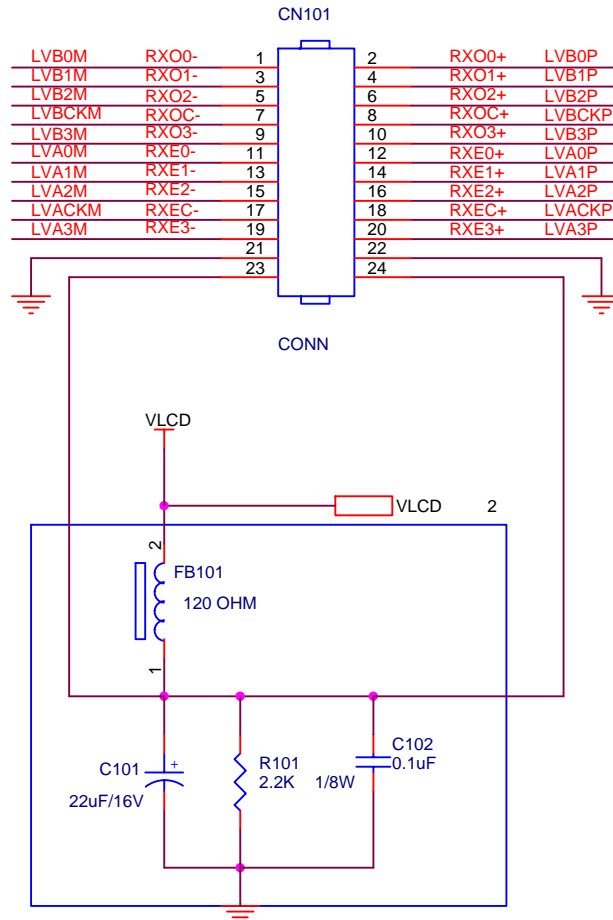 CN101
LVB0M RXO0- 1 2 RXO0+ LVB0P
LVB1M RXO1- 3 4 RXO1+ LVB1P
LVB2M RXO2- 5 6 RXO2+ LVB2P
LVBCKM RXOC- 7 8 RXOC+ LVBCKP
LVB3M RXO3- 9 10 RXO3+ LVB3P
LVA0M RXE0- 11 12 RXE0+ LVA0P
LVA1M RXE1- 13 14 RXE1+ LVA1P
LVA2M RXE2- 15 16 RXE2+ LVA2P
LVACKM RXEC- 17 18 RXEC+ LVACKP
LVA3M RXE3- 19 20 RXE3+ LVA3P
21 22
23 24
CONN
VLCD
VLCD 2
2
FB101
120 OHM
1
C101 +
22uF/16V
R101
2.2K
1/8W
C102
0.1uF